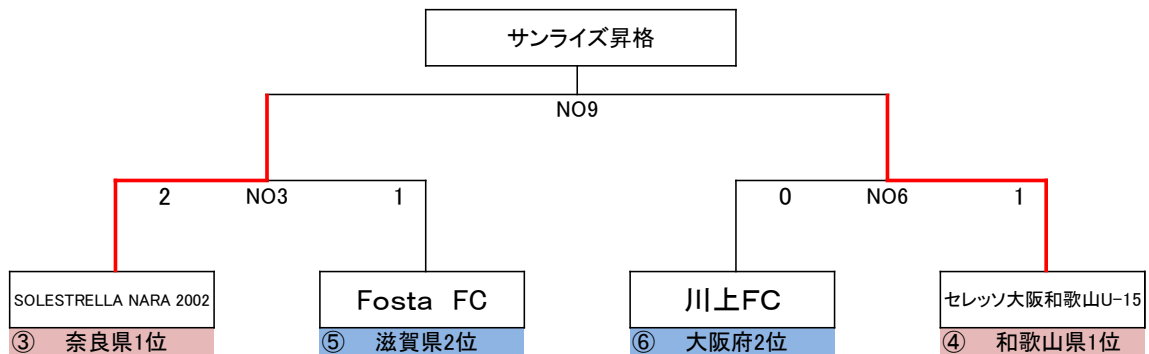 サンライズ昇格
NO9
2 NO3 1 0 NO6 1
SOLESTRELLA NARA 2002 Fosta FC 川上FC セレッソ大阪和歌山U-15
③ 奈良県1位 ⑤ 滋賀県2位 ⑥ 大阪府2位 ④ 和歌山県1位